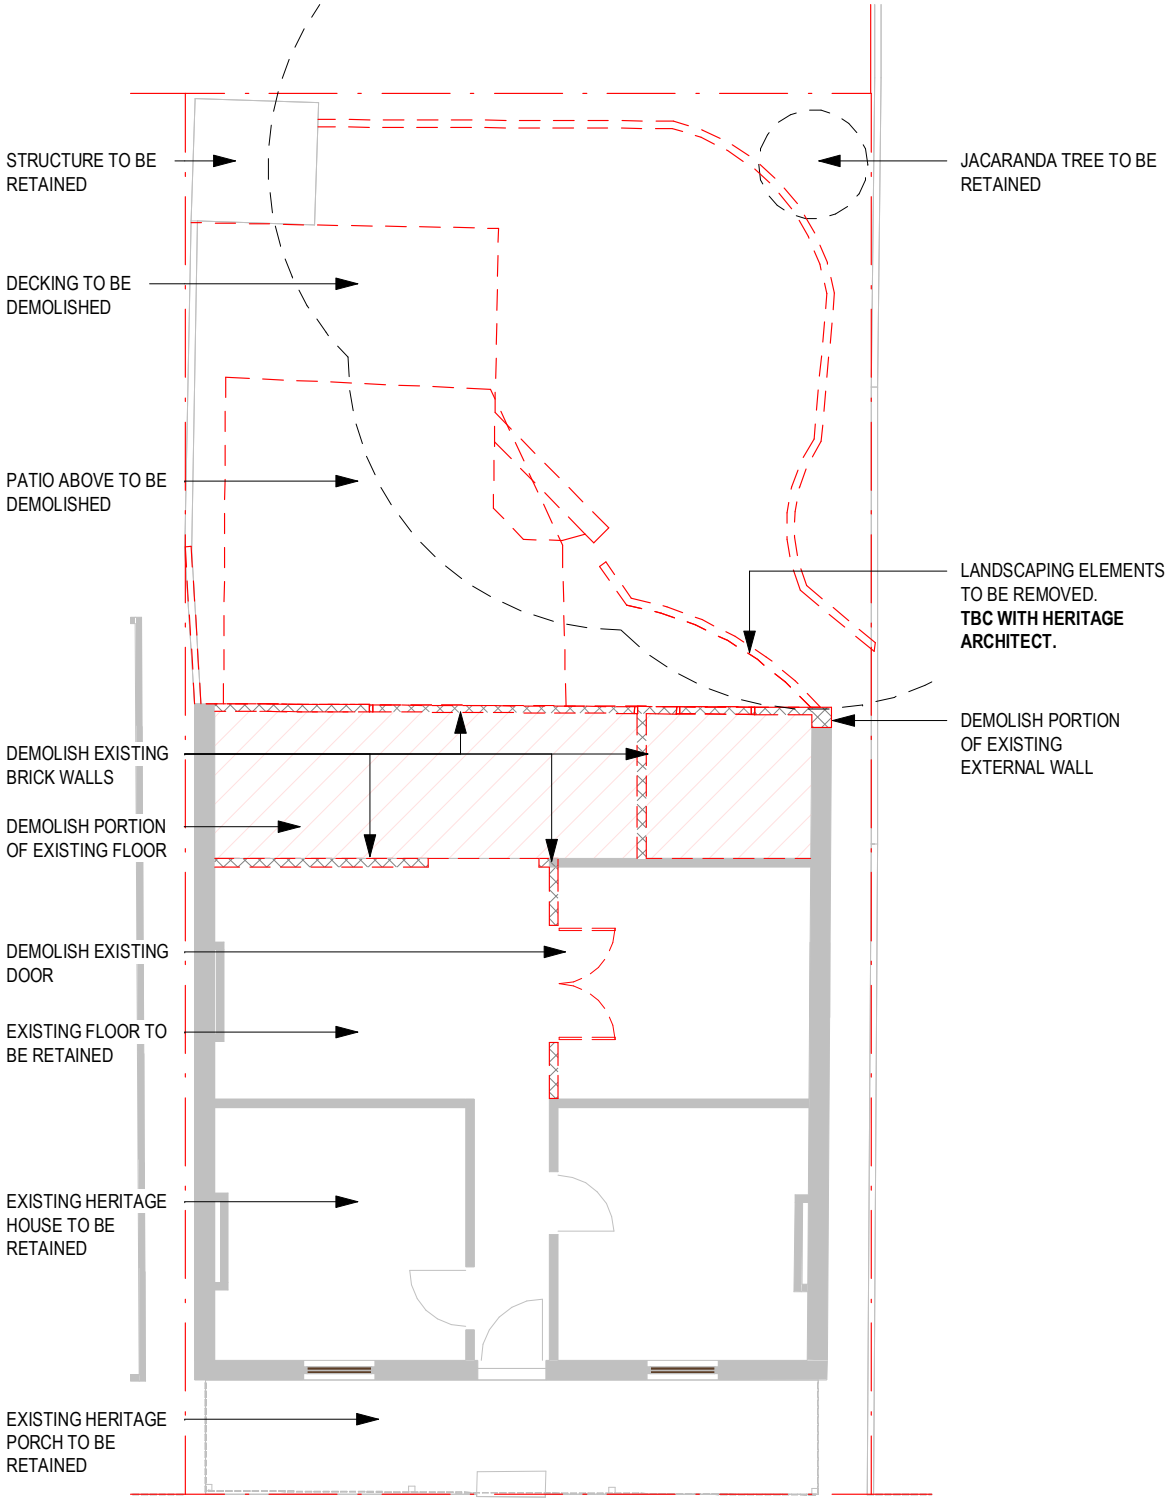 STRUCTURE TO BE
RETAINED
JACARANDA TREE TO BE
RETAINED
DECKING TO BE
DEMOLISHED
PATIO ABOVE TO BE
DEMOLISHED
LANDSCAPING ELEMENTS
TO BE REMOVED.
TBC WITH HERITAGE
ARCHITECT.
DEMOLISH PORTION
OF EXISTING
EXTERNAL WALL
DEMOLISH EXISTING
BRICK WALLS
DEMOLISH PORTION
OF EXISTING FLOOR
DEMOLISH EXISTING
DOOR
EXISTING FLOOR TO
BE RETAINED
EXISTING HERITAGE
HOUSE TO BE
RETAINED
EXISTING HERITAGE
PORCH TO BE
RETAINED